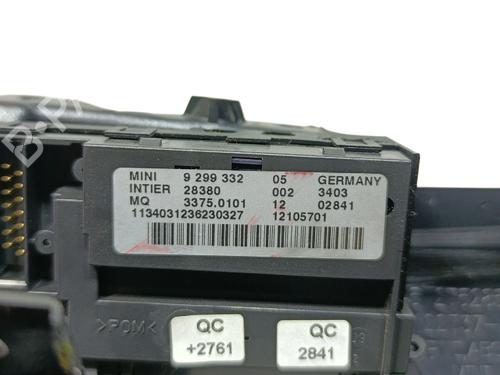 MINI 9 299 332 05 GERMANY
INTIER 28380 002 3403
MQ 3375.0101 12 02841
1134031236230327 12105701
>POM<
QC
+2761
QC
2841